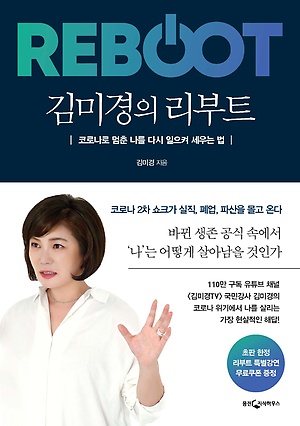 REBOOT
김미경의 리부트
| 코로나로 멈춘 나를 다시 일으켜 세우는 법 |
김미경 지음
코로나 2차 쇼크가 실직, 폐업, 파산을 몰고 온다
바뀐 생존 공식 속에서
‘나’는 어떻게 살아남을 것인가
110만 구독 유튜브 채널
〈김미경TV〉 국민강사 김미경의
코로나 위기에서 나를 살리는
가장 현실적인 해답!
초판 한정
리부트 특별강연
무료쿠폰 증정
웅진지식하우스